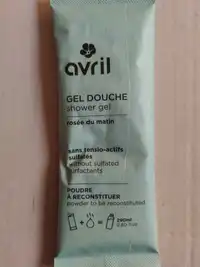 avril
GEL DOUCHE
shower gel
rosée du matin
sans tensio-actifs
sulfatés
without sulfated
surfactants
POUDRE
À RECONSTITUER
Powder to be reconstituted
+
=
240ml